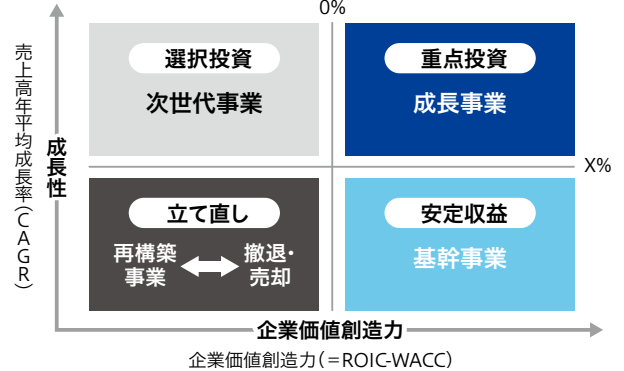 0%
選択投資
次世代事業
重点投資
成長事業
X%
売上高年平均成長率(CAGR)
成長性
立て直し
再構築
事業
撤退・
売却
安定収益
基幹事業
企業価値創造力
企業価値創造力(=ROIC-WACC)